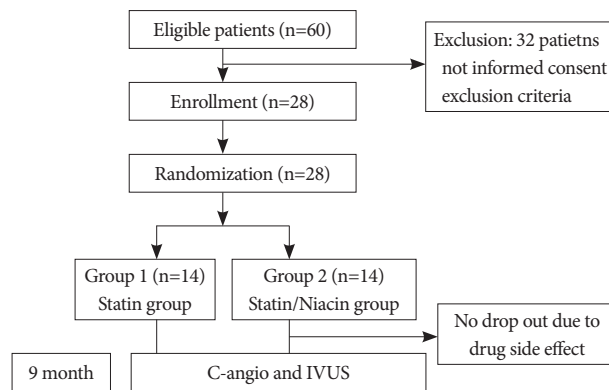 Eligible patients (n=60)
Exclusion: 32 patietns
not informed consent
exclusion criteria
Enrollment (n=28)
Randomization (n=28)
Group 1 (n=14)
Statin group
Group 2 (n=14)
Statin/Niacin group
No drop out due to
drug side effect
9 month
C-angio and IVUS